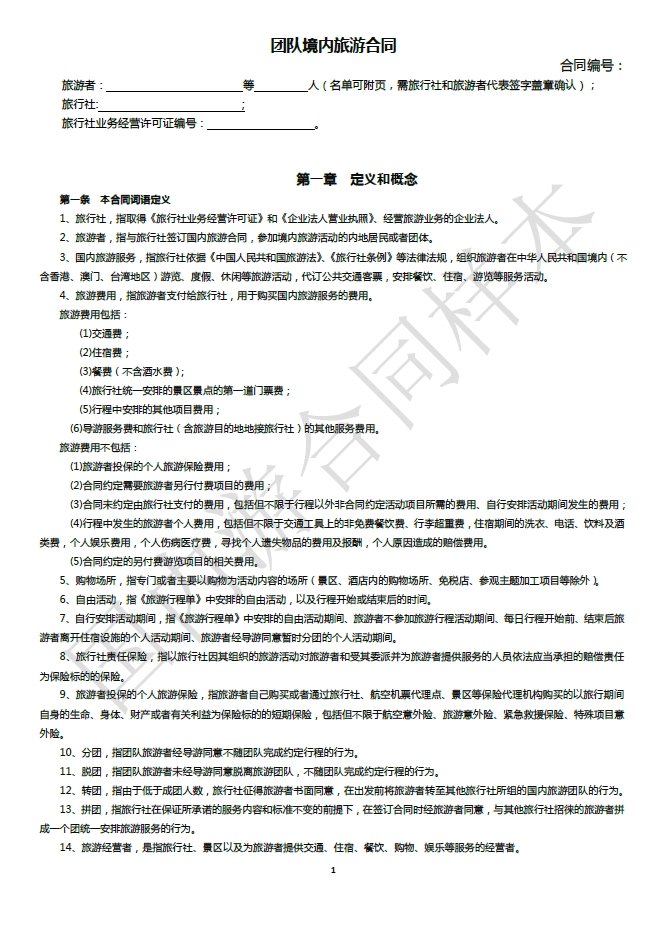 团队境内旅游合同
合同编号：
旅游者：等人（名单可附页，需旅行社和旅游者代表签字盖章确认）；
旅行社:;
旅行社业务经营许可证编号：。
第一章 定义和概念
第一条 本合同词语定义
1、旅行社，指取得《旅行社业务经营许可证》和《企业法人营业执照》、经营旅游业务的企业法人。
2、旅游者，指与旅行社签订国内旅游合同，参加境内旅游活动的内地居民或者团体。
3、国内旅游服务，指旅行社依据《中国人民共和国旅游法》、《旅行社条例》等法律法规，组织旅游者在中华人民共和国境内（不
含香港、澳门、台湾地区）游览、度假、休闲等旅游活动，代订公共交通客票，安排餐饮、住宿、游览等服务活动。
4、旅游费用，指旅游者支付给旅行社，用于购买国内旅游服务的费用。
旅游费用包括：
(1)交通费；
(2)住宿费；
(3)餐费（不含酒水费）；
(4)旅行社统一安排的景区景点的第一道门票费；
(5)行程中安排的其他项目费用；
(6)导游服务费和旅行社（含旅游目的地地接旅行社）的其他服务费用。
旅游费用不包括：
(1)旅游者投保的个人旅游保险费用；
(2)合同约定需要旅游者另行付费项目的费用；
(3)合同未约定由旅行社支付的费用，包括但不限于行程以外非合同约定活动项目所需的费用、自行安排活动期间发生的费用；
(4)行程中发生的旅游者个人费用，包括但不限于交通工具上的非免费餐饮费、行李超重费，住宿期间的洗衣、电话、饮料及酒
类费，个人娱乐费用，个人伤病医疗费，寻找个人遗失物品的费用及报酬，个人原因造成的赔偿费用。
(5)合同约定的另付费游览项目的相关费用。
5、购物场所，指专门或者主要以购物为活动内容的场所（景区、酒店内的购物场所、免税店、参观主题加工项目等除外）。
6、自由活动，指《旅游行程单》中安排的自由活动，以及行程开始或结束后的时间。
7、自行安排活动期间，指《旅游行程单》中安排的自由活动期间、旅游者不参加旅游行程活动期间、每日行程开始前、结束后旅
游者离开住宿设施的个人活动期间、旅游者经导游同意暂时分团的个人活动期间。
8、旅行社责任保险，指以旅行社因其组织的旅游活动对旅游者和受其委派并为旅游者提供服务的人员依法应当承担的赔偿责任
为保险标的的保险。
9、旅游者投保的个人旅游保险，指旅游者自己购买或者通过旅行社、航空机票代理点、景区等保险代理机构购买的以旅行期间
自身的生命、身体、财产或者有关利益为保险标的的短期保险，包括但不限于航空意外险、旅游意外险、紧急救援保险、特殊项目意
外险。
10、分团，指团队旅游者经导游同意不随团队完成约定行程的行为。
11、脱团，指团队旅游者未经导游同意脱离旅游团队，不随团队完成约定行程的行为。
12、转团，指由于低于成团人数，旅行社征得旅游者书面同意，在出发前将旅游者转至其他旅行社所组的国内旅游团队的行为。
13、拼团，指旅行社在保证所承诺的服务内容和标准不变的前提下，在签订合同时经旅游者同意，与其他旅行社招徕的旅游者拼
成一个团统一安排旅游服务的行为。
14、旅游经营者，是指旅行社、景区以及为旅游者提供交通、住宿、餐饮、购物、娱乐等服务的经营者。
1
国内游合同样本